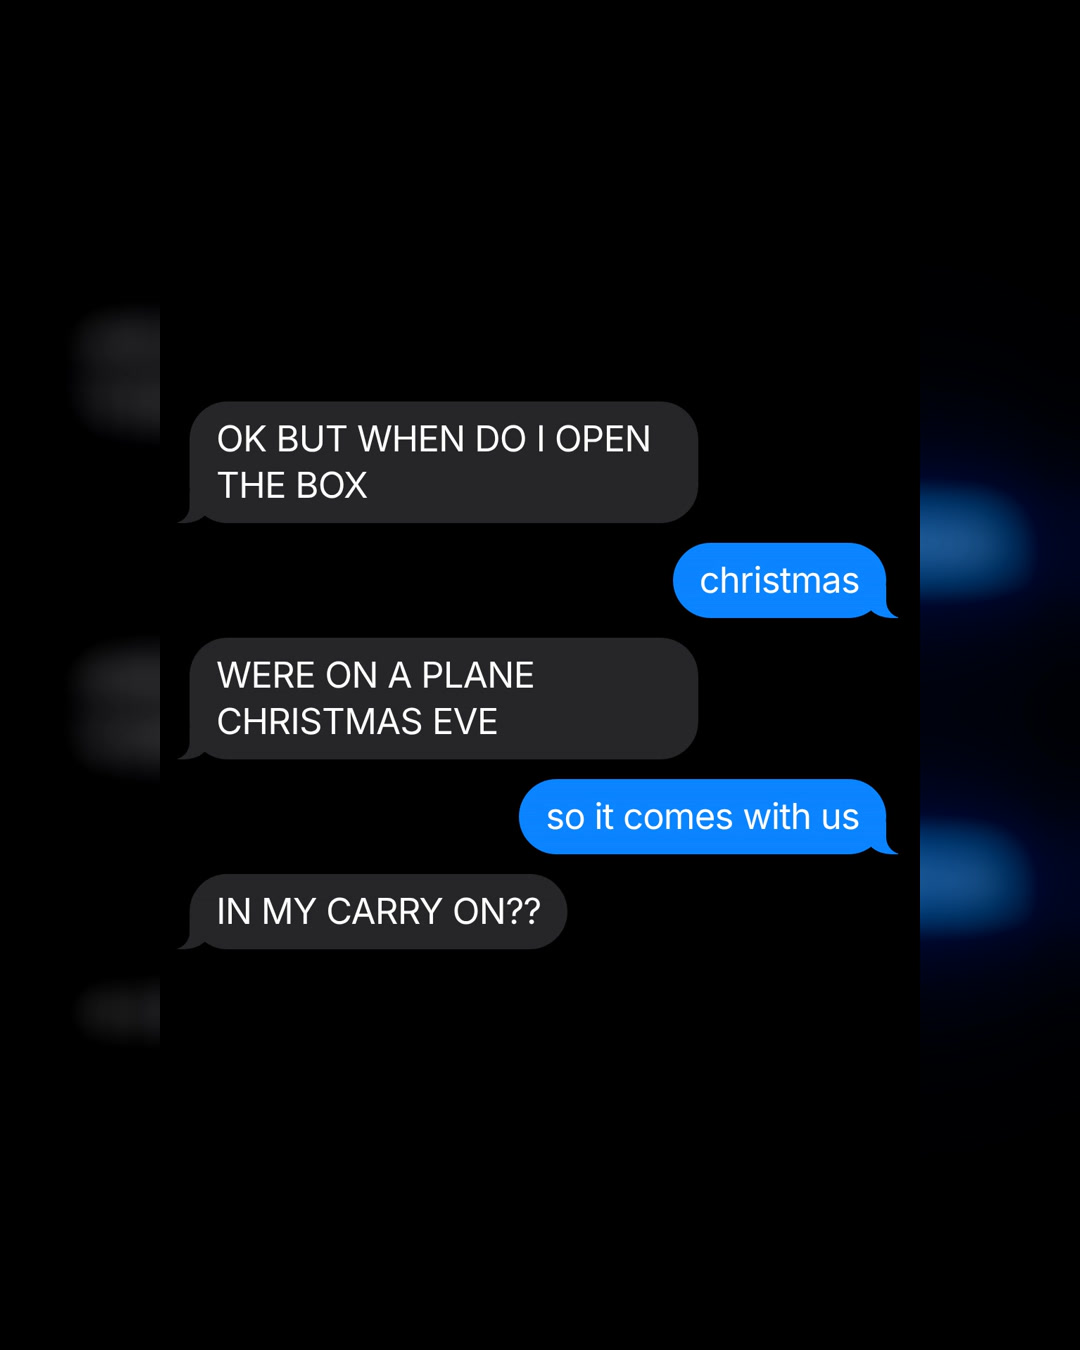 OK BUT WHEN DO I OPEN
THE BOX
christmas
WERE ON A PLANE
CHRISTMAS EVE
so it comes with us
IN MY CARRY ON??